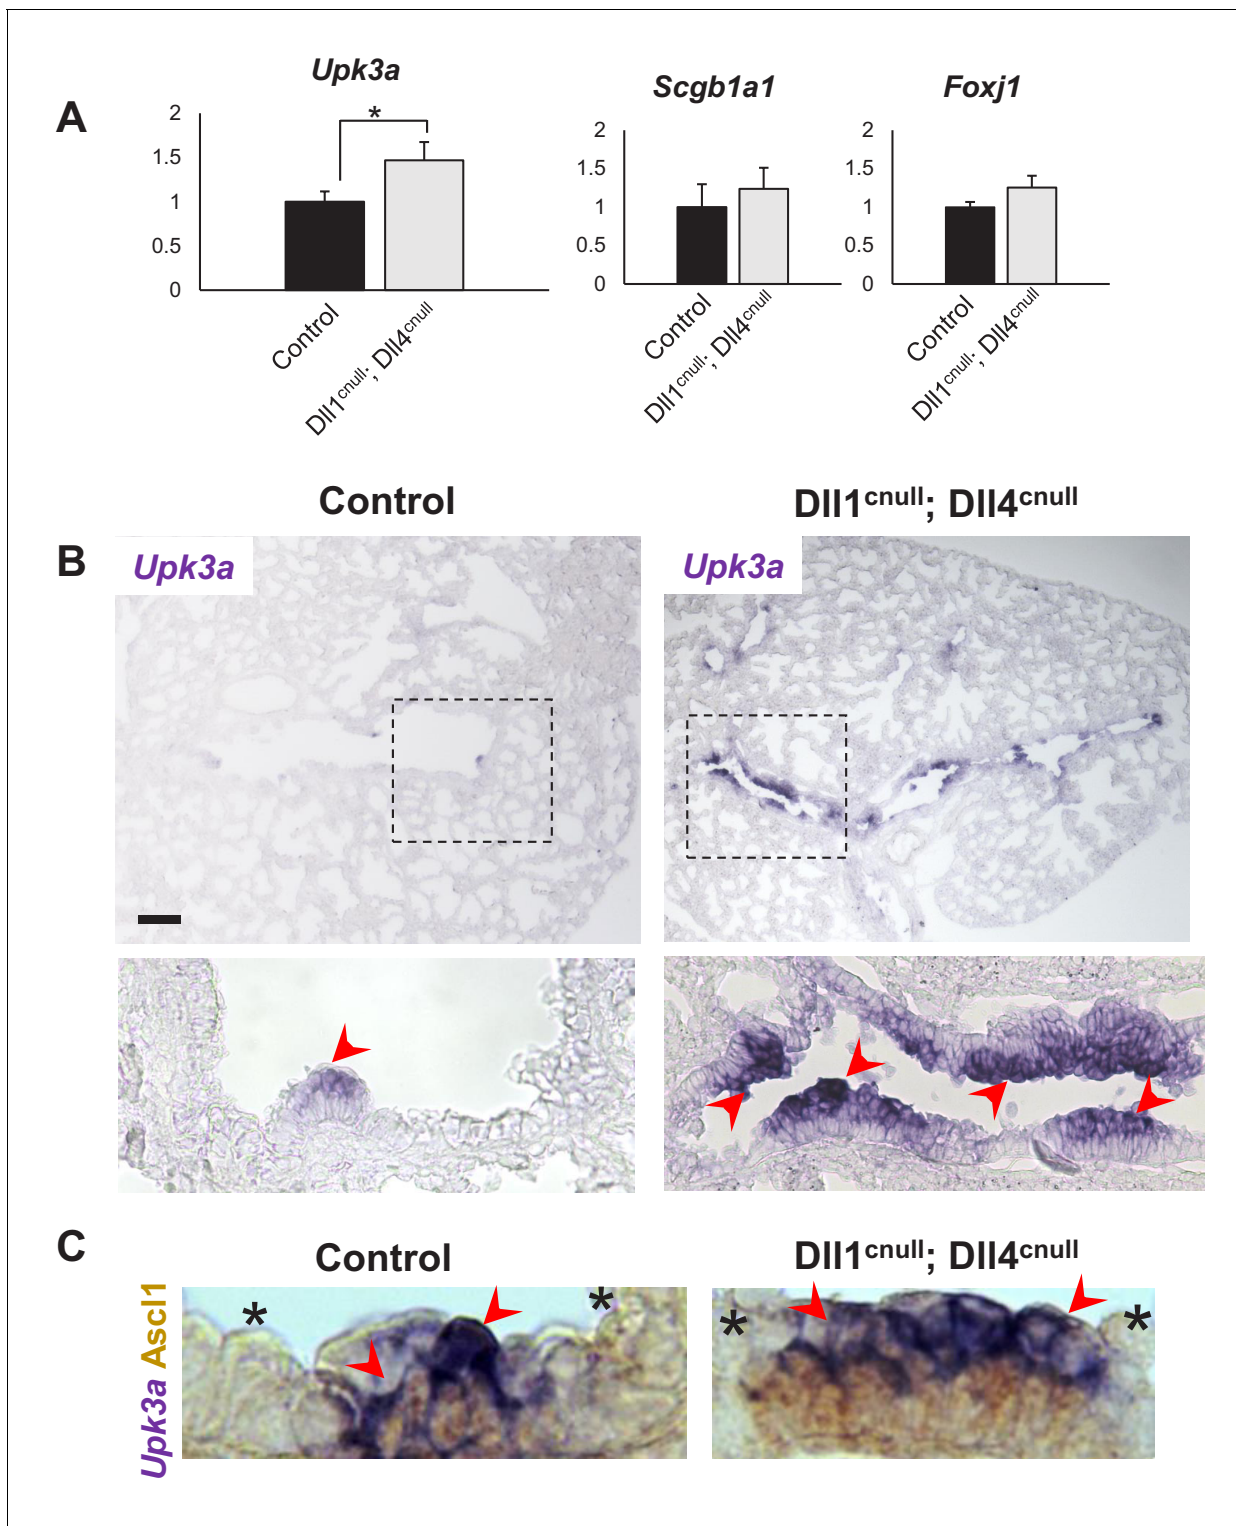 A
Upk3a
Scgb1a1
Foxj1
*
2
1.5
1
0.5
0
Control
Dll1cnull; Dll4cnull
2
1.5
1
0.5
0
Control
Dll1cnull; Dll4cnull
2
1.5
1
0.5
0
Control
Dll1cnull; Dll4cnull
B
Control
Dll1cnull; Dll4cnull
Upk3a
Upk3a
C
Control
Dll1cnull; Dll4cnull
Upk3a Ascl1
* *
* *